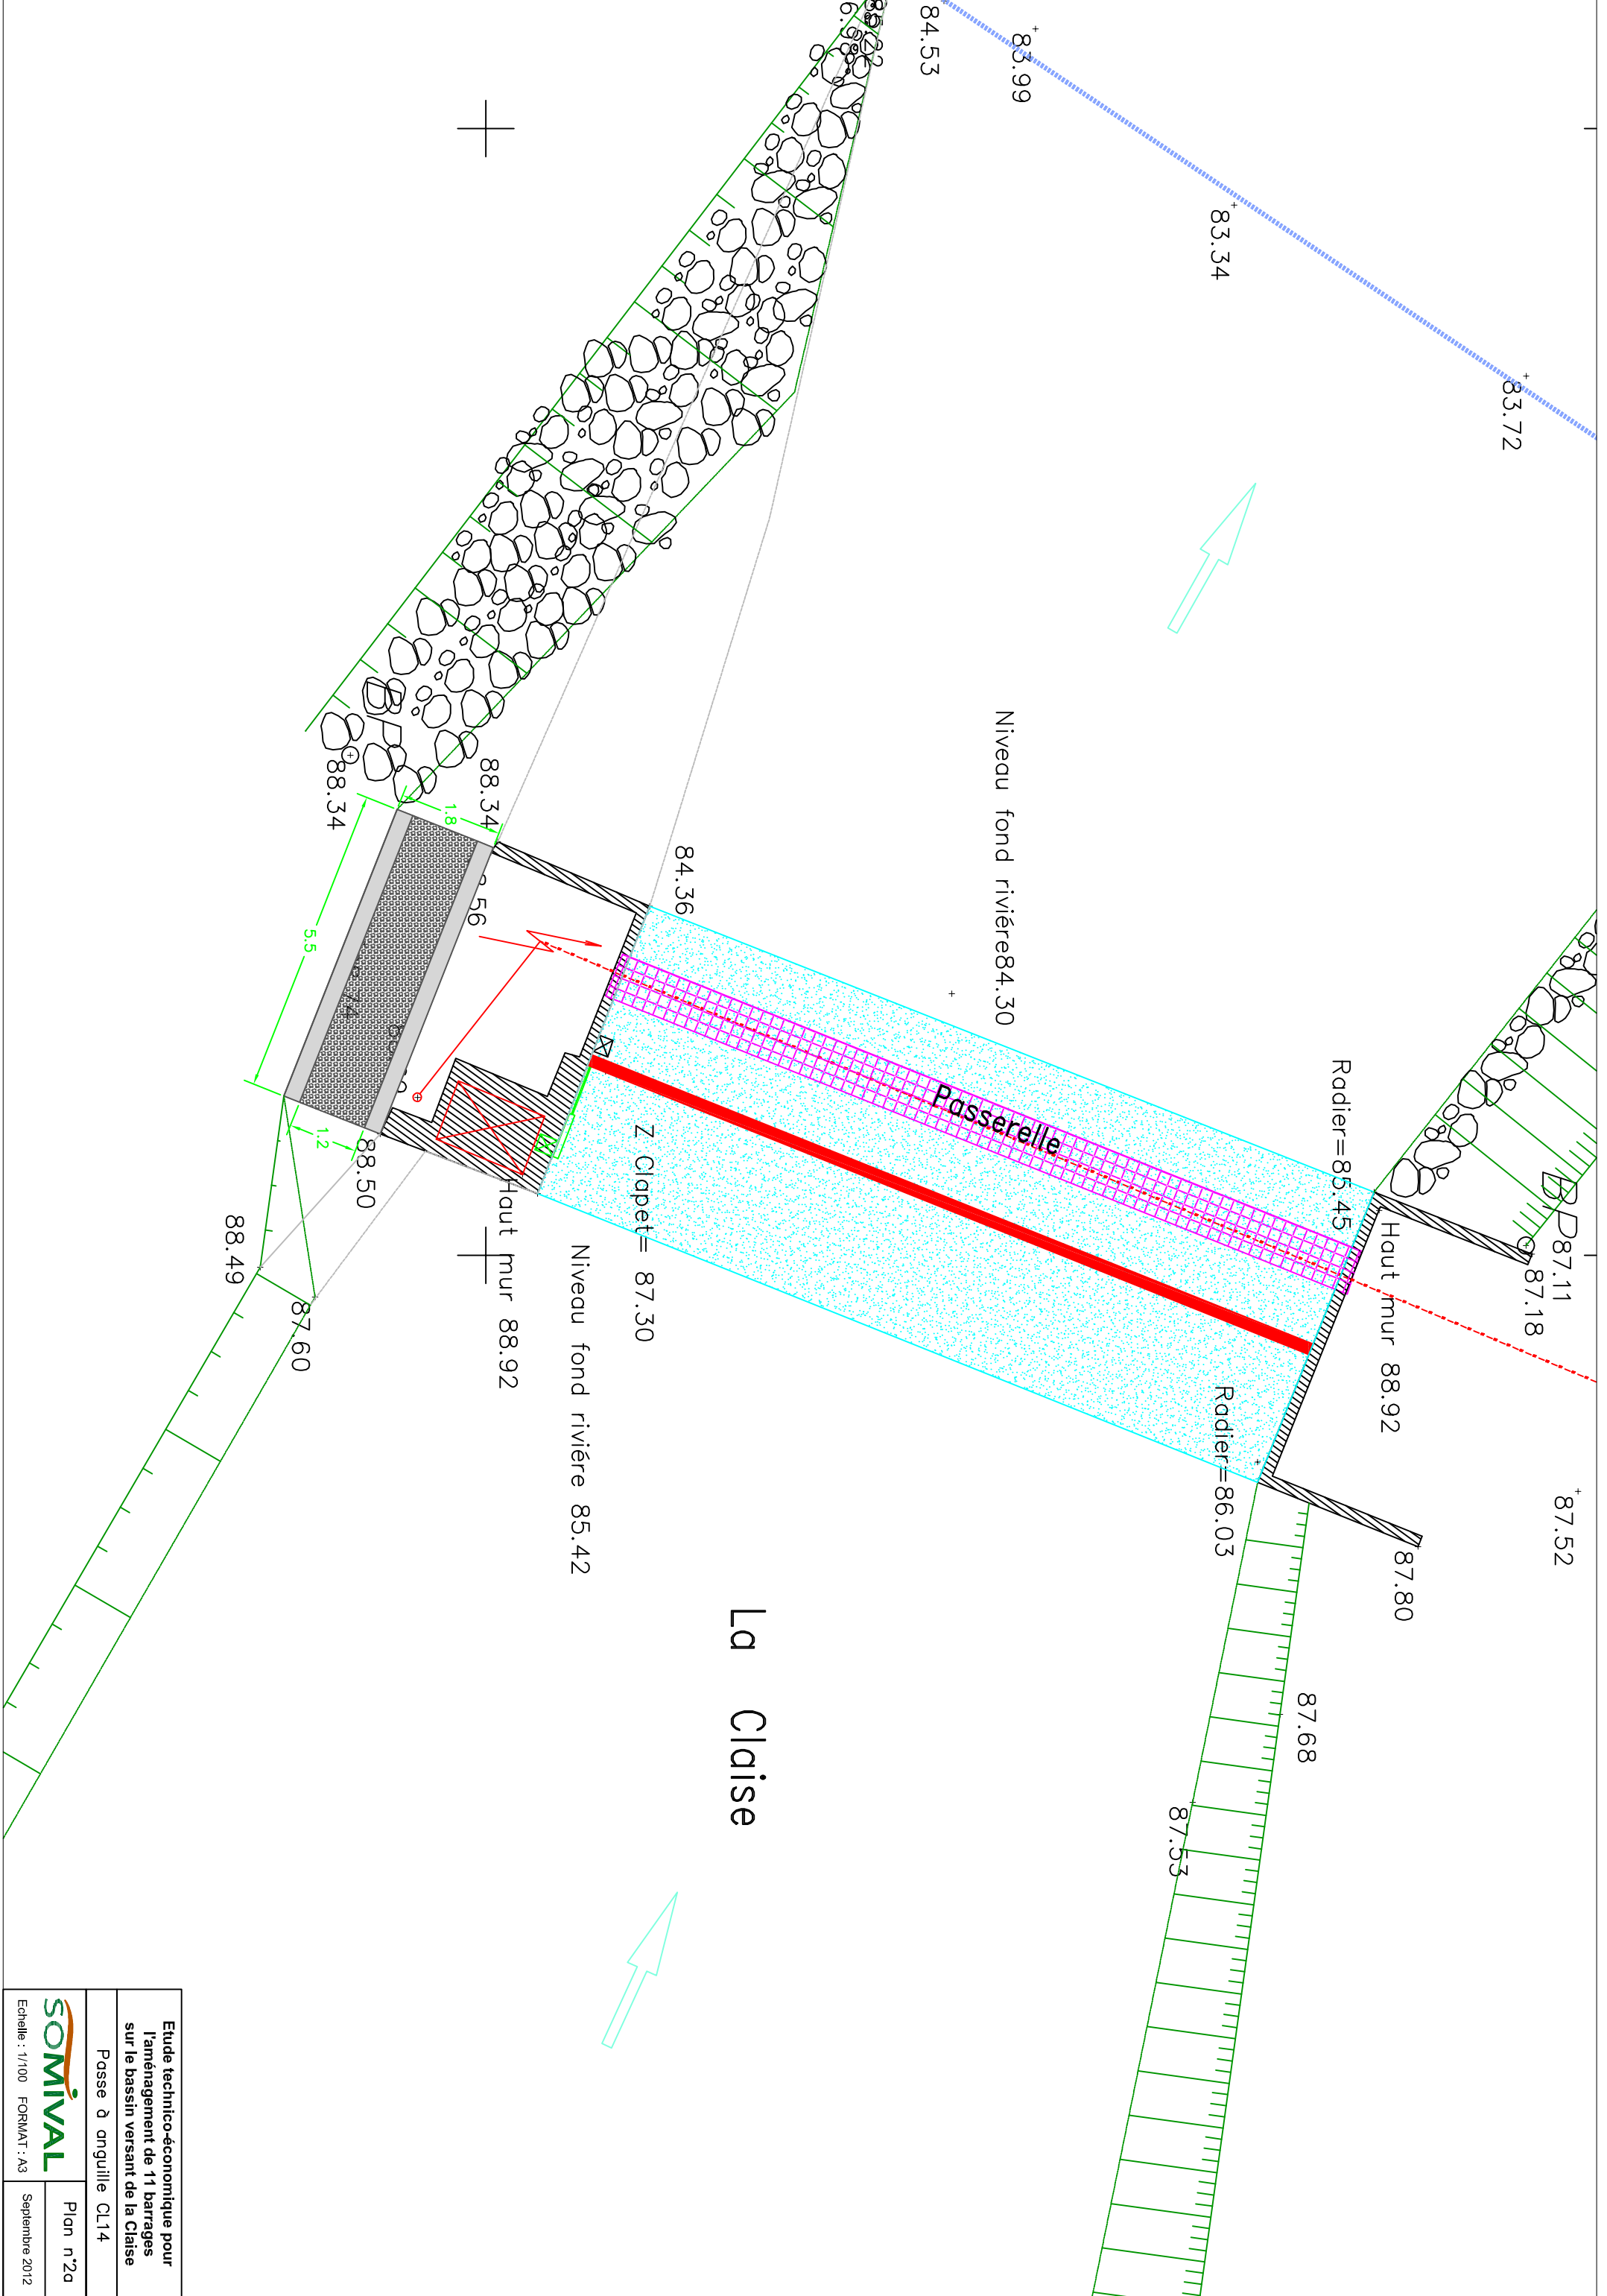 84.53
83.99
83.34
83.72
Niveau fond riviére84.30
BP
88.34
88.34
1.8
84.36
5.5
Passerelle
Radier=85.45
BP
87.11
87.18
Haut mur 88.92
1.2
88.50
Z Clapet= 87.30
Haut mur 88.92
88.49
87.60
Niveau fond riviére 85.42
Radier=86.03
87.52
87.80
La Claise
87.68
87.53
Etude technico-économique pour
l'aménagement de 11 barrages
sur le bassin versant de la Claise
Passe à anguille CL14
SOMIVAL
Plan n°2a
Echelle : 1/100 FORMAT : A3
Septembre 2012